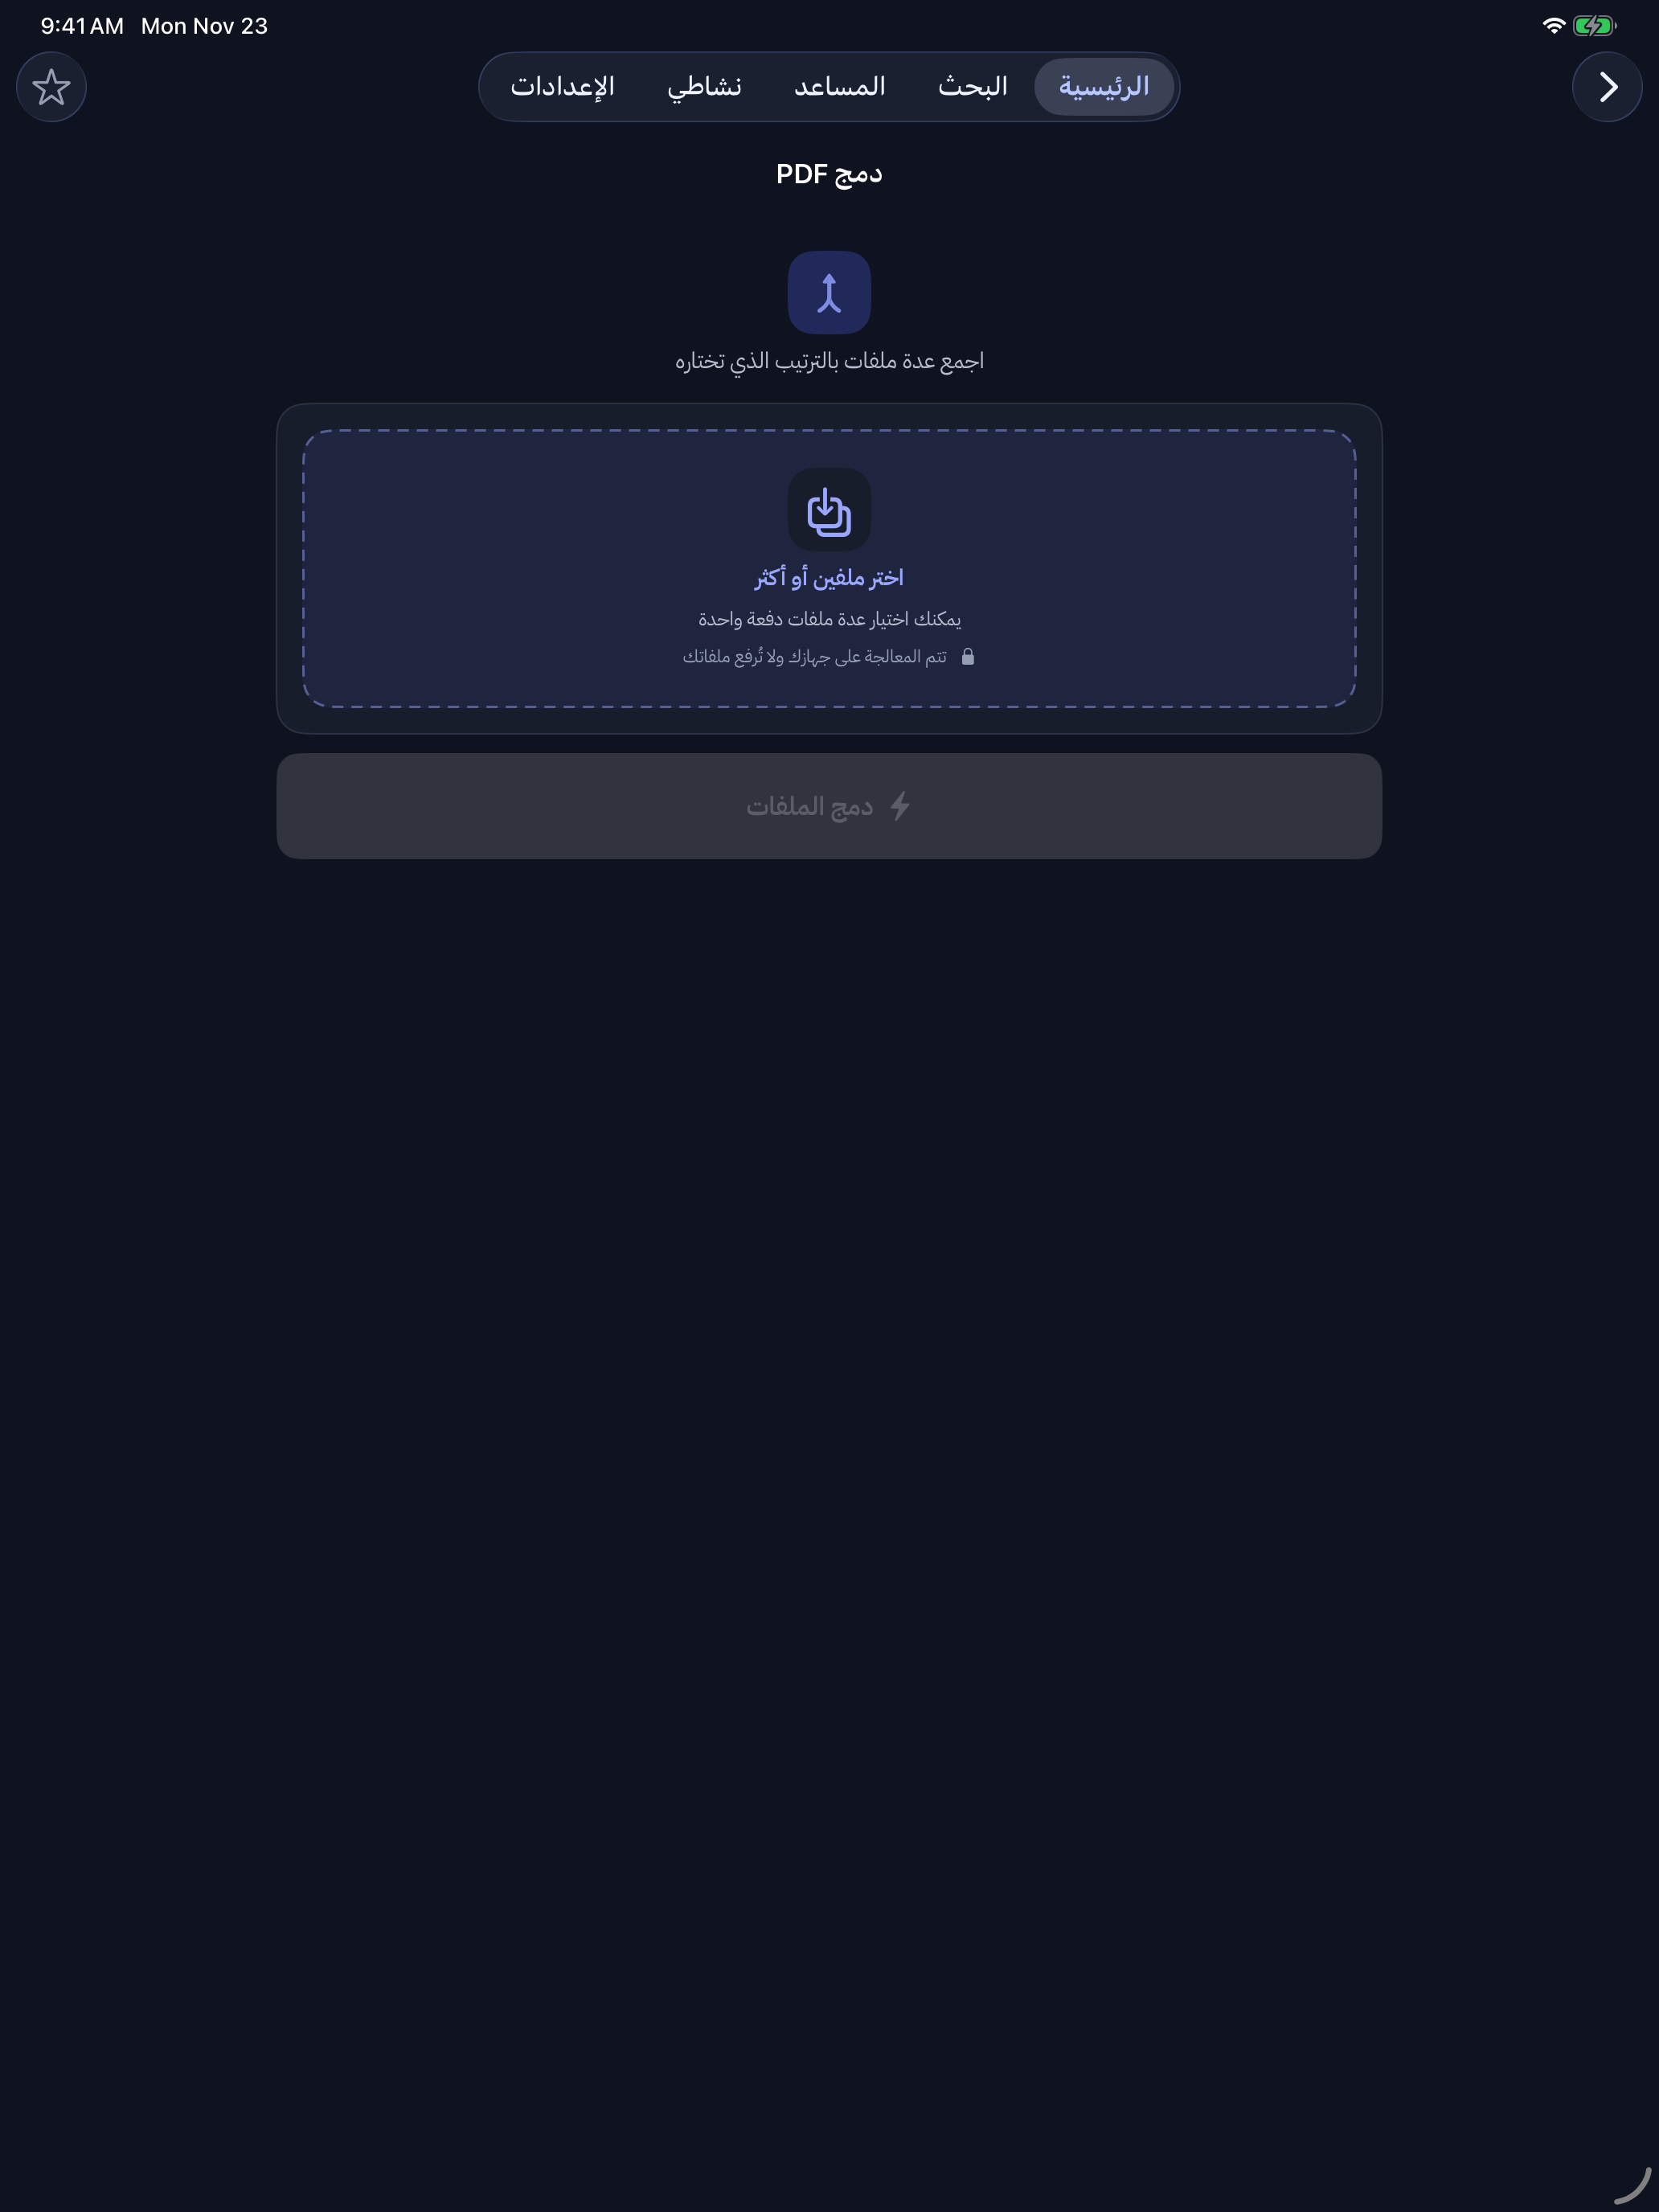 9:41 AM Mon Nov 23
الرئيسية البحث المساعد نشاطي الإعدادات
دمج PDF
اجمع عدة ملفات بالترتيب الذي تختاره
اختر ملفين أو أكثر
يمكنك اختيار عدة ملفات دفعة واحدة
تتم المعالجة على جهازك ولا تُرفع ملفاتك
دمج الملفات